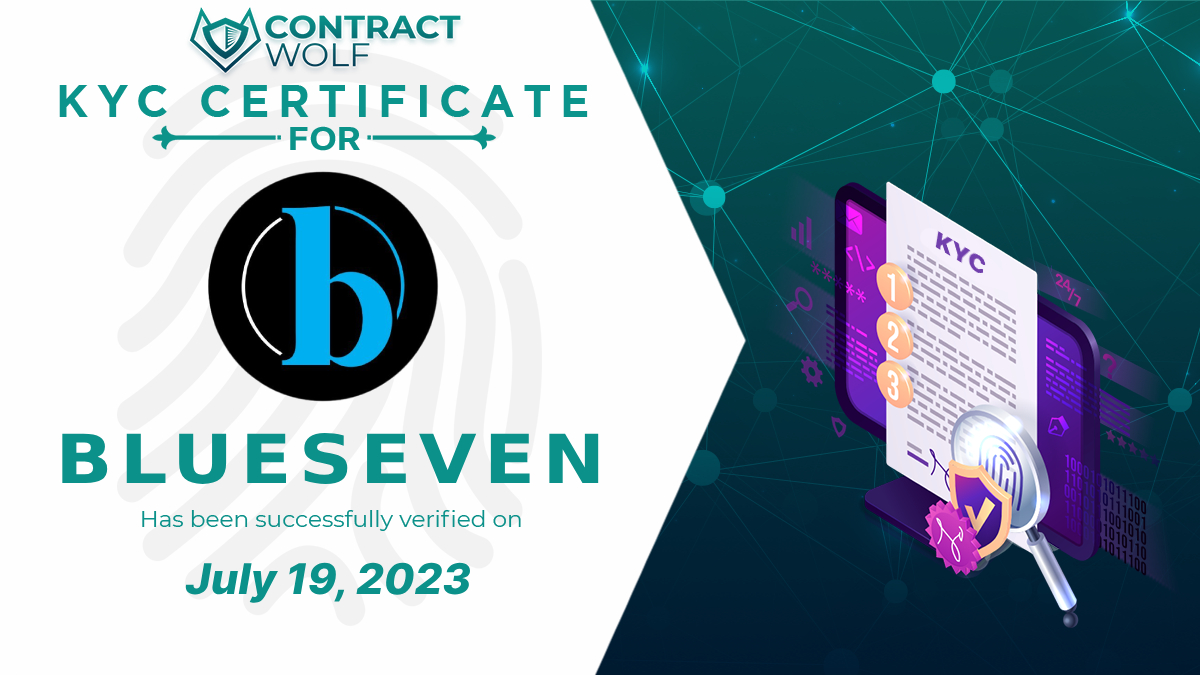 CONTRACT
WOLF
KYC CERTIFICATE
FOR
b
BLUESEVEN
Has been successfully verified on
July 19, 2023
KYC
1
2
3
24/7